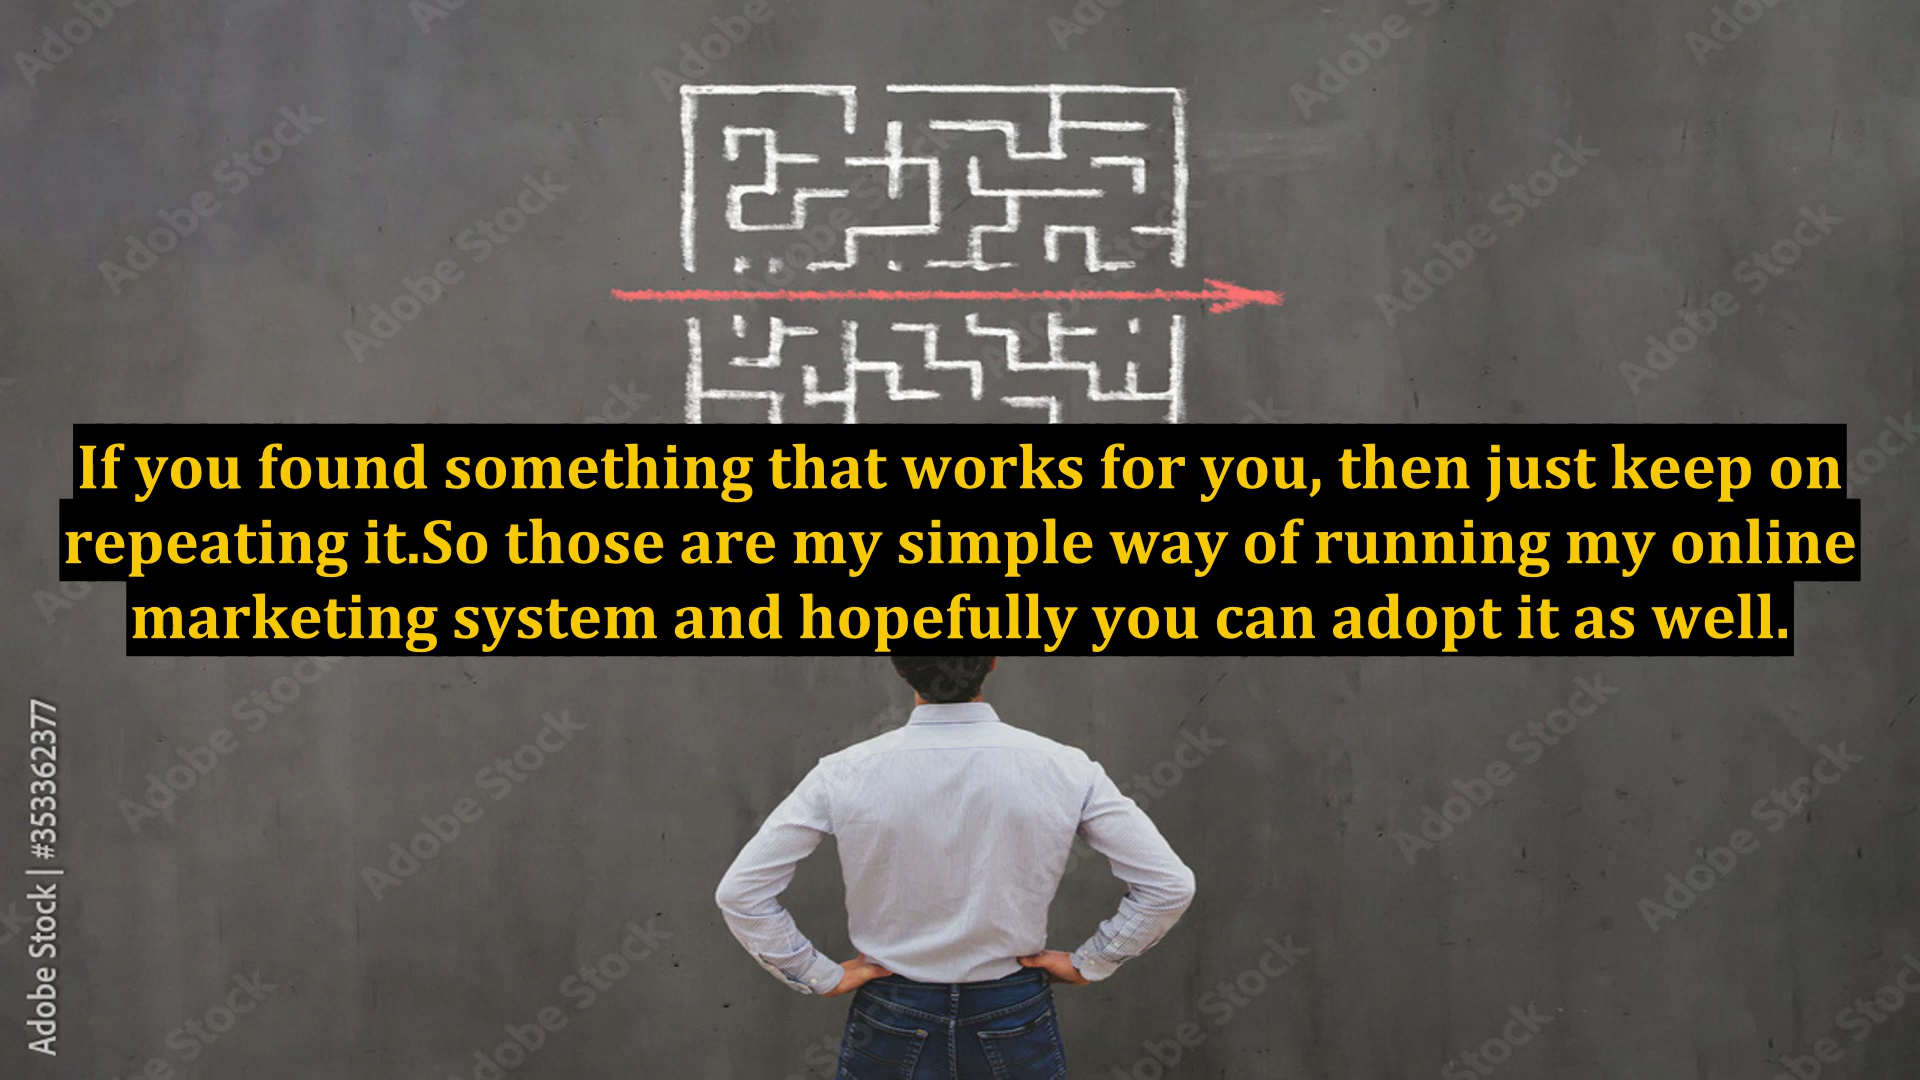 If you found something that works for you, then just keep on
repeating it.So those are my simple way of running my online
marketing system and hopefully you can adopt it as well.
Adobe Stock | #353362377